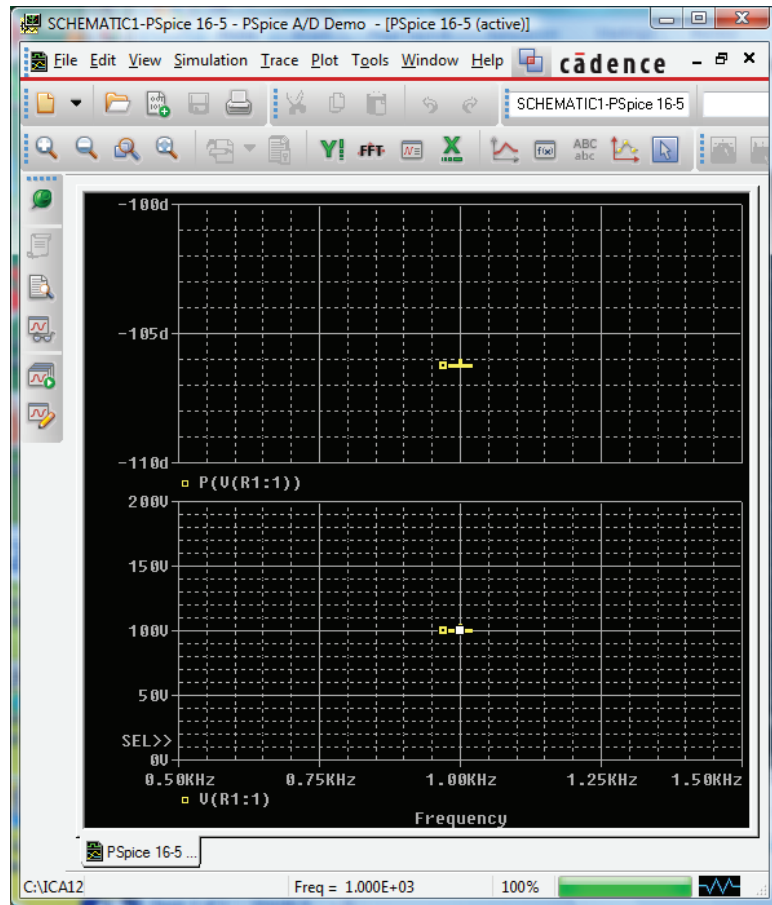 SCHEMATIC1-PSpice 16-5 - PSpice A/D Demo - [PSpice 16-5 (active)]
File Edit View Simulation Trace Plot Tools Window Help cādence
SCHEMATIC1-PSpice 16-5
FFT
f(x)
ABC
abc
-100d
-105d
-110d
P(V(R1:1))
200V
150V
100V
50V
SEL>>
0V
0.50KHz 0.75KHz 1.00KHz 1.25KHz 1.50KHz
V(R1:1)
Frequency
PSpice 16-5 ...
C:\ICA12 Freq = 1.000E+03 100%